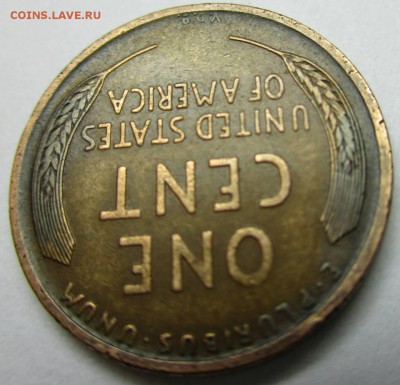 COINS.LAVE.RU
E·PLURIBUS·UNUM
ONE
CENT
UNITED STATES
OF AMERICA
V.D.B.